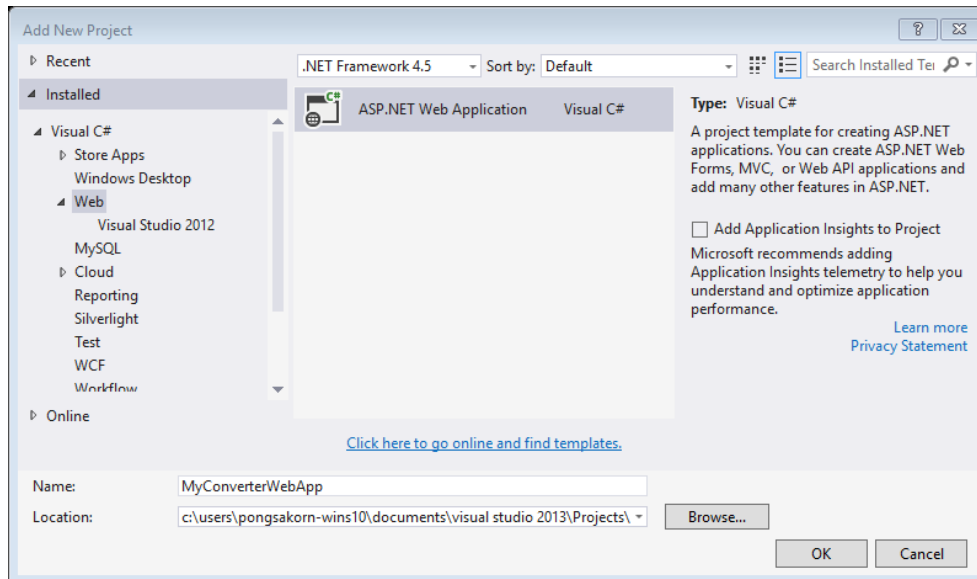 Add New Project
Recent
.NET Framework 4.5
Sort by: Default
Search Installed Te
Installed
Visual C#
Store Apps
Windows Desktop
Web
Visual Studio 2012
MySQL
Cloud
Reporting
Silverlight
Test
WCF
Workflow
Online
C#
ASP.NET Web Application
Visual C#
Type: Visual C#
A project template for creating ASP.NET
applications. You can create ASP.NET Web
Forms, MVC, or Web API applications and
add many other features in ASP.NET.
Add Application Insights to Project
Microsoft recommends adding
Application Insights telemetry to help you
understand and optimize application
performance.
Learn more
Privacy Statement
Click here to go online and find templates.
Name: MyConverterWebApp
Location: c:\users\pongsakorn-wins10\documents\visual studio 2013\Projects\
Browse...
OK
Cancel